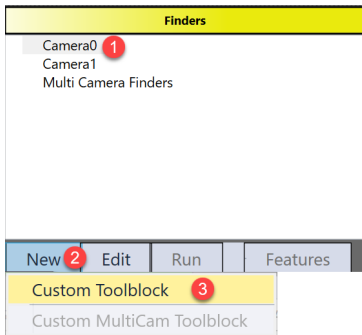 Finders
Camera0 1
Camera1
Multi Camera Finders
New 2 Edit Run Features
Custom Toolblock 3
Custom MultiCam Toolblock